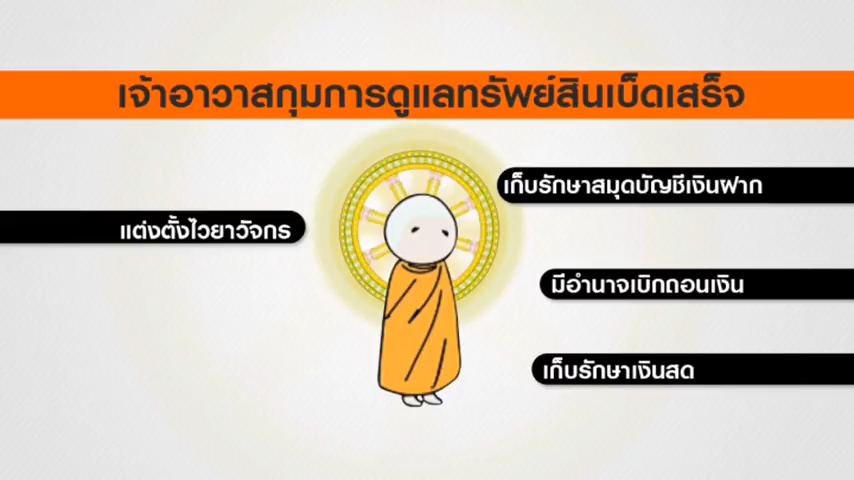 เจ้าอาวาสกุมการดูแลทรัพย์สินเบ็ดเสร็จ
เก็บรักษาสมุดบัญชีเงินฝาก
แต่งตั้งไวยาวัจกร
มีอำนาจเบิกถอนเงิน
เก็บรักษาเงินสด